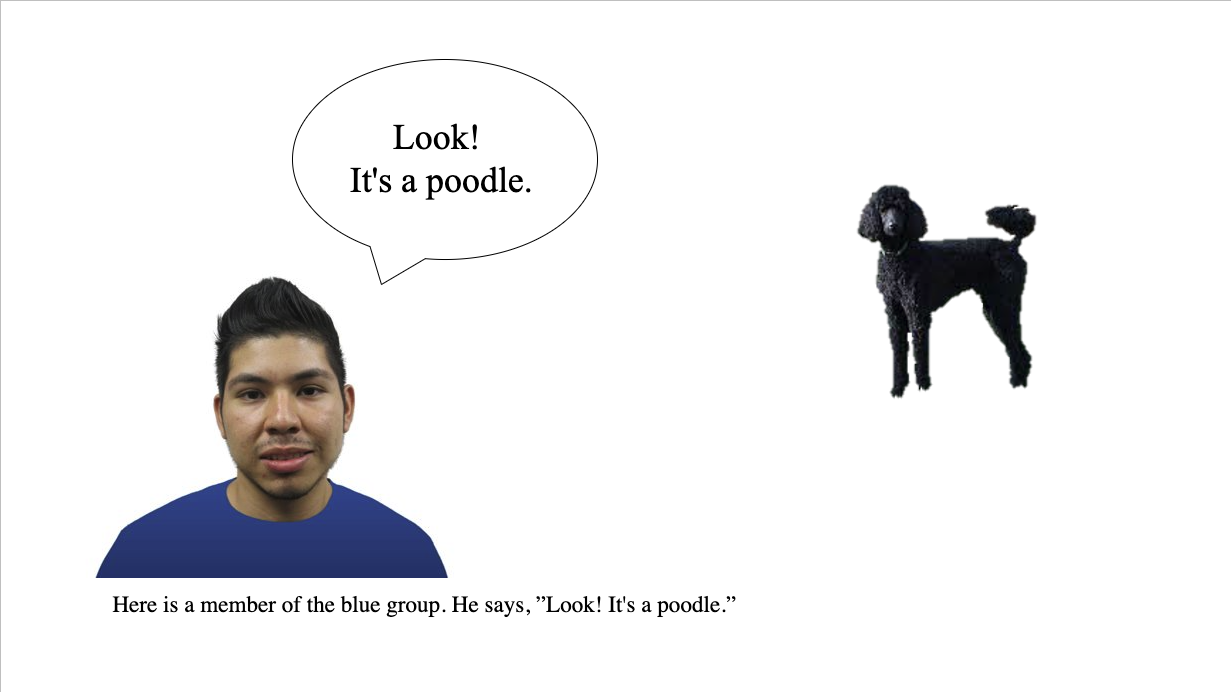 Look!
It's a poodle.
Here is a member of the blue group. He says, ”Look! It's a poodle.”